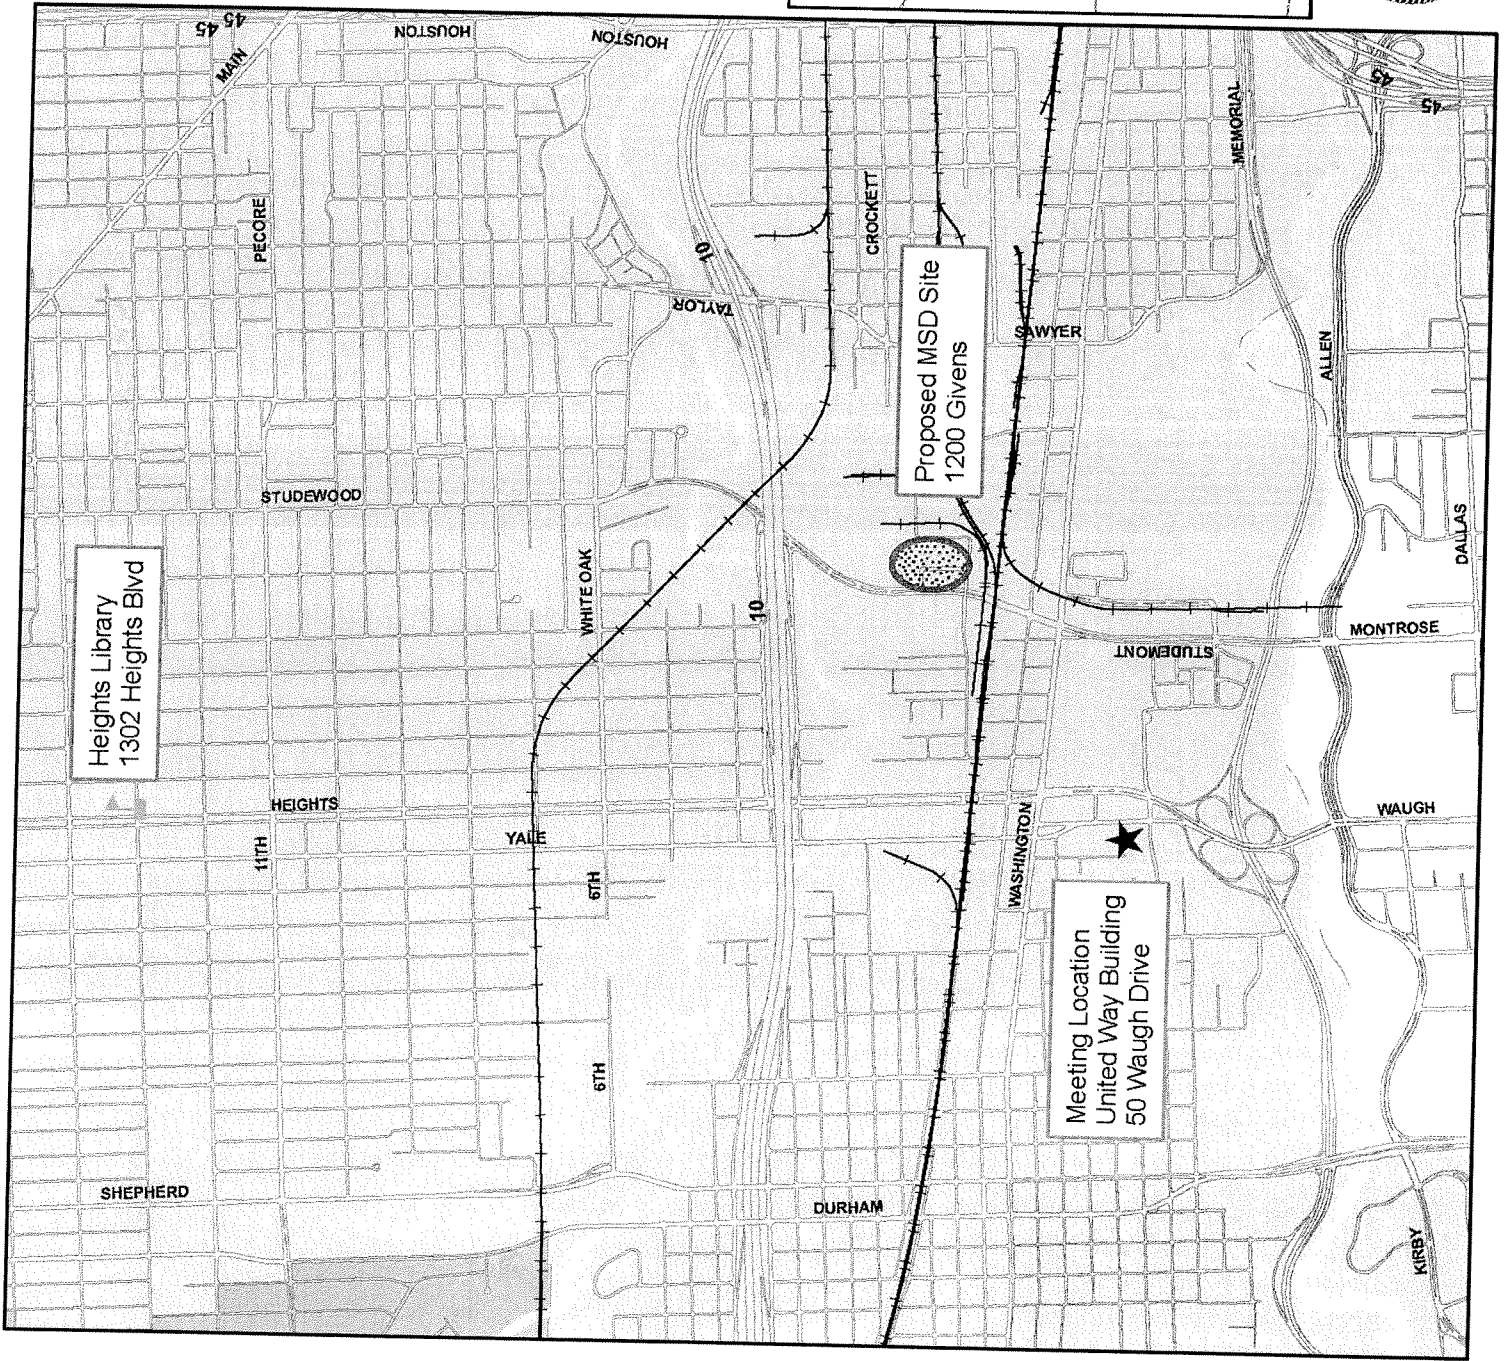 45
45
MAIN
HOUSTON
HOUSTON
45
45
MEMORIAL
PECORE
CROCKETT
10
TAYLOR
Proposed MSD Site
1200 Givens
SAWYER
ALLEN
STUDEWOOD
DALLAS
Heights Library
1302 Heights Blvd
WHITE OAK
10
MONTROSE
STUDEMONT
HEIGHTS
WAUGH
11TH
YALE
6TH
WASHINGTON
Meeting Location
United Way Building
50 Waugh Drive
6TH
SHEPHERD
DURHAM
KIRBY